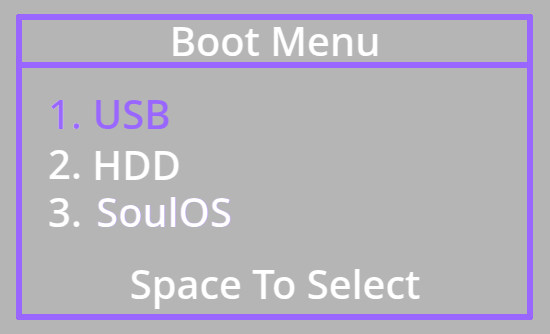 Boot Menu
1. USB
2. HDD
3. SoulOS
Space To Select